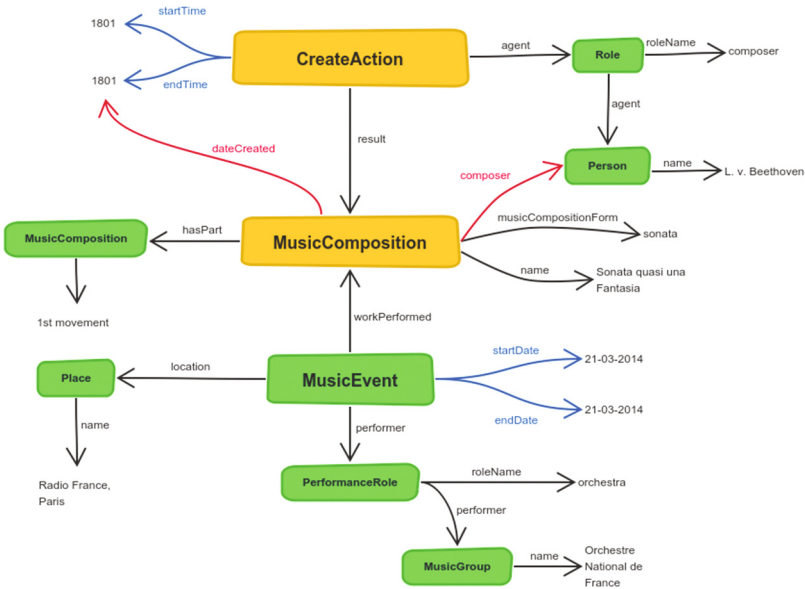 startTime
1801
CreateAction
agent
Role
roleName
composer
1801
endTime
agent
result
dateCreated
composer
Person
name
L. v. Beethoven
MusicComposition
hasPart
MusicComposition
musicCompositionForm
sonata
name
Sonata quasi una
Fantasia
1st movement
workPerformed
Place
location
MusicEvent
startDate
21-03-2014
endDate
21-03-2014
name
Radio France,
Paris
performer
PerformanceRole
roleName
orchestra
performer
MusicGroup
name
Orchestre
National de
France